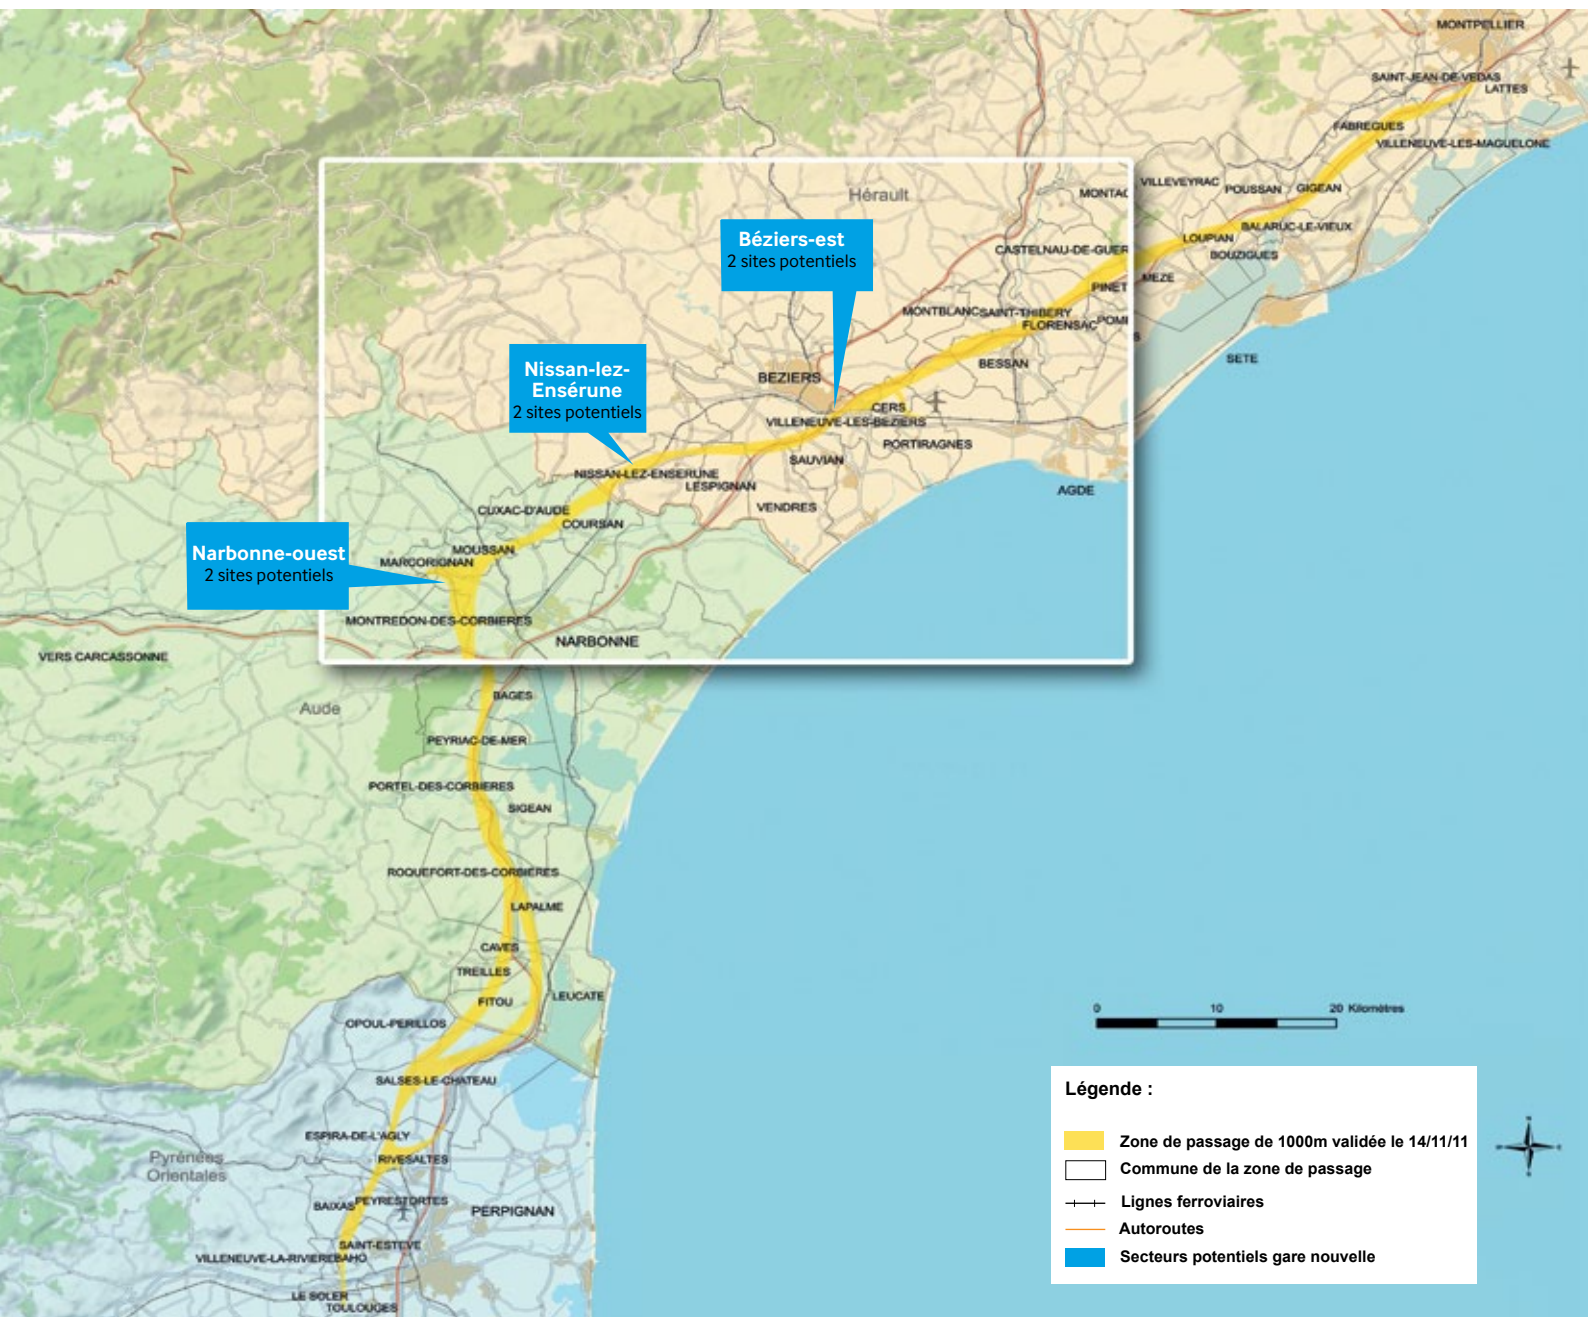 MONTPELLIER
SAINT-JEAN-DE-VEDAS
LATTES
FABREGUES
VILLENEUVE-LES-MAGUELONE
VILLEVEYRAC
POUSSAN
GIGEAN
MONTAG
Hérault
BALARUC-LE-VIEUX
LOUPIAN
BOUZIGUES
CASTELNAU-DE-GUER
MEZE
PINET
Béziers-est
2 sites potentiels
MONTBLANC
SAINT-THIBERY
POME
FLORENSAC
S
SETE
BESSAN
BEZIERS
Nissan-lez-
Ensérune
2 sites potentiels
CERS
VILLENEUVE-LES-BEZIERS
PORTIRAGNES
SAUVIAN
NISSAN-LEZ-ENSERUNE
LESPIGNAN
AGDE
VENDRES
CUXAC-D'AUDE
COURSAN
Narbonne-ouest
2 sites potentiels
MOUSSAN
MARCORIGNAN
MONTREDON-DES-CORBIERES
NARBONNE
VERS CARCASSONNE
BAGES
Aude
PEYRIAC-DE-MER
PORTEL-DES-CORBIERES
SIGEAN
ROQUEFORT-DES-CORBIERES
LAPALME
CAVES
TREILLES
FITOU
LEUCATE
OPOUL-PERILLOS
SALSES-LE-CHATEAU
ESPIRA-DE-L'AGLY
Pyrénées
Orientales
RIVESALTES
BAIXAS
PEYRESTORTES
PERPIGNAN
SAINT-ESTEVE
VILLENEUVE-LA-RIVIERE
BAHO
LE SOLER
TOULOUGES
0 10 20 Kilomètres
Légende :
Zone de passage de 1000m validée le 14/11/11
Commune de la zone de passage
Lignes ferroviaires
Autoroutes
Secteurs potentiels gare nouvelle